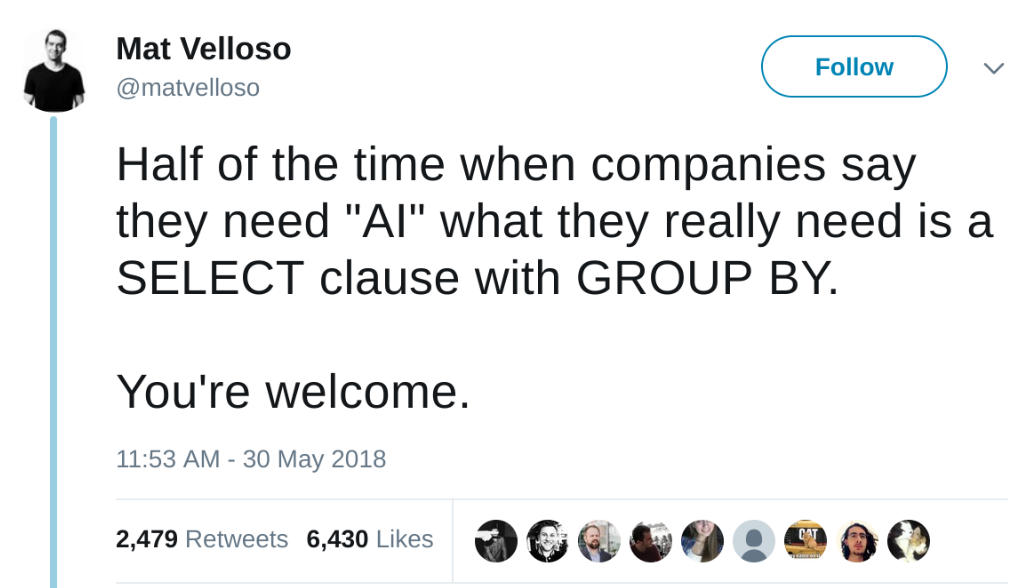 Mat Velloso
@matvelloso
Follow
Half of the time when companies say
they need "AI" what they really need is a
SELECT clause with GROUP BY.
You're welcome.
11:53 AM - 30 May 2018
2,479 Retweets 6,430 Likes
CAT